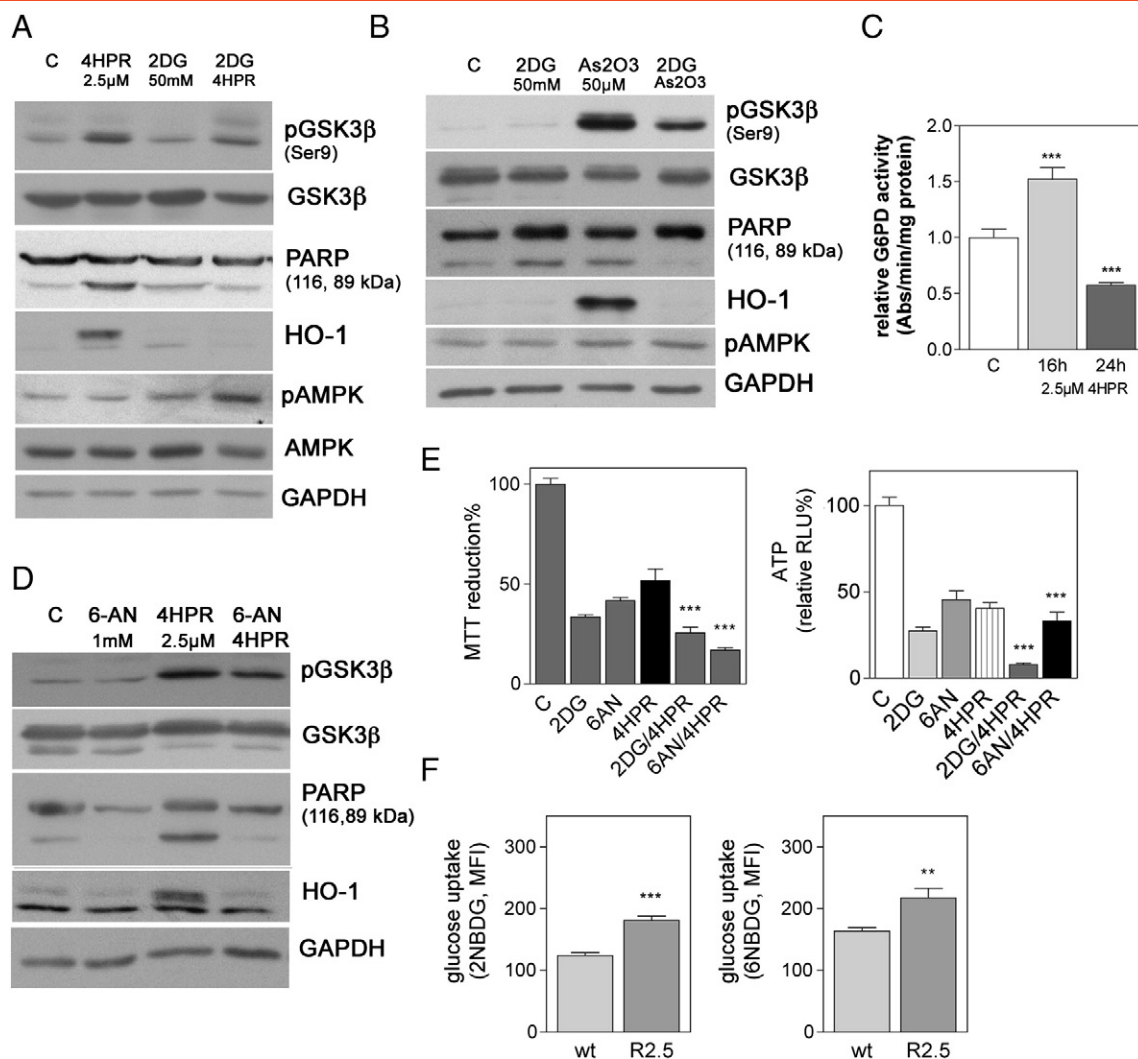 A
C 4HPR 2DG 2DG
2.5µM 50mM 4HPR
pGSK3β
(Ser9)
GSK3β
PARP
(116, 89 kDa)
HO-1
pAMPK
AMPK
GAPDH
B
C 2DG As2O3 2DG
50mM 50µM As2O3
pGSK3β
(Ser9)
GSK3β
PARP
(116, 89 kDa)
HO-1
pAMPK
GAPDH
C
relative G6PD activity
(Abs/min/mg protein)
2.0
1.5
1.0
0.5
0.0
***
***
C 16h 24h
2.5µM 4HPR
D
C 6-AN 4HPR 6-AN
1mM 2.5µM 4HPR
pGSK3β
GSK3β
PARP
(116,89 kDa)
HO-1
GAPDH
E
MTT reduction%
100
50
0
***
***
C
2DG
6AN
4HPR
2DG/4HPR
6AN/4HPR
ATP
(relative RLU%)
100
50
0
***
***
C
2DG
6AN
4HPR
2DG/4HPR
6AN/4HPR
F
glucose uptake
(2NBDG, MFI)
300
200
100
0
***
wt R2.5
glucose uptake
(6NBDG, MFI)
300
200
100
0
**
wt R2.5